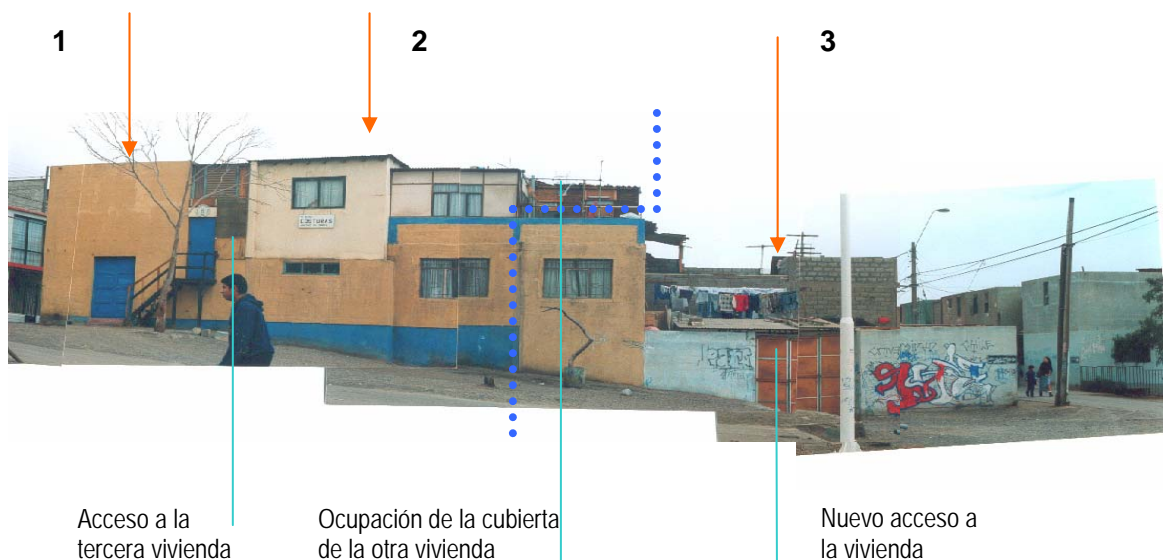 1
2
3
COSTURAS
Acceso a la
tercera vivienda
Ocupación de la cubierta
de la otra vivienda
Nuevo acceso a
la vivienda